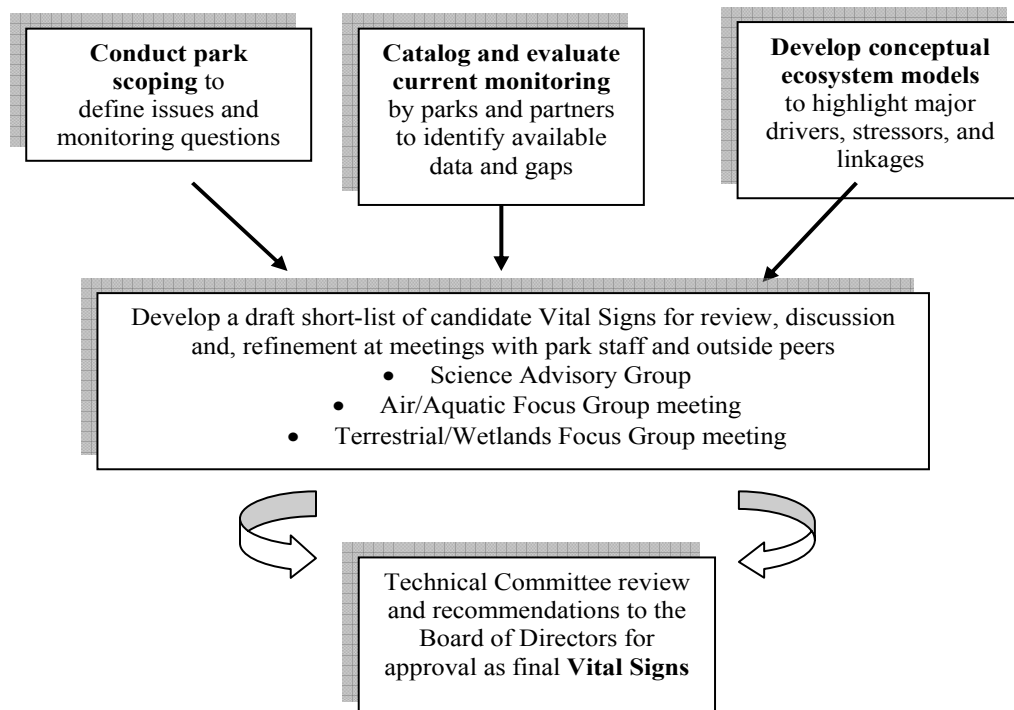 Conduct park
scoping to
define issues and
monitoring questions
Catalog and evaluate
current monitoring
by parks and partners
to identify available
data and gaps
Develop conceptual
ecosystem models
to highlight major
drivers, stressors, and
linkages
Develop a draft short-list of candidate Vital Signs for review, discussion
and, refinement at meetings with park staff and outside peers
• Science Advisory Group
• Air/Aquatic Focus Group meeting
• Terrestrial/Wetlands Focus Group meeting
Technical Committee review
and recommendations to the
Board of Directors for
approval as final Vital Signs